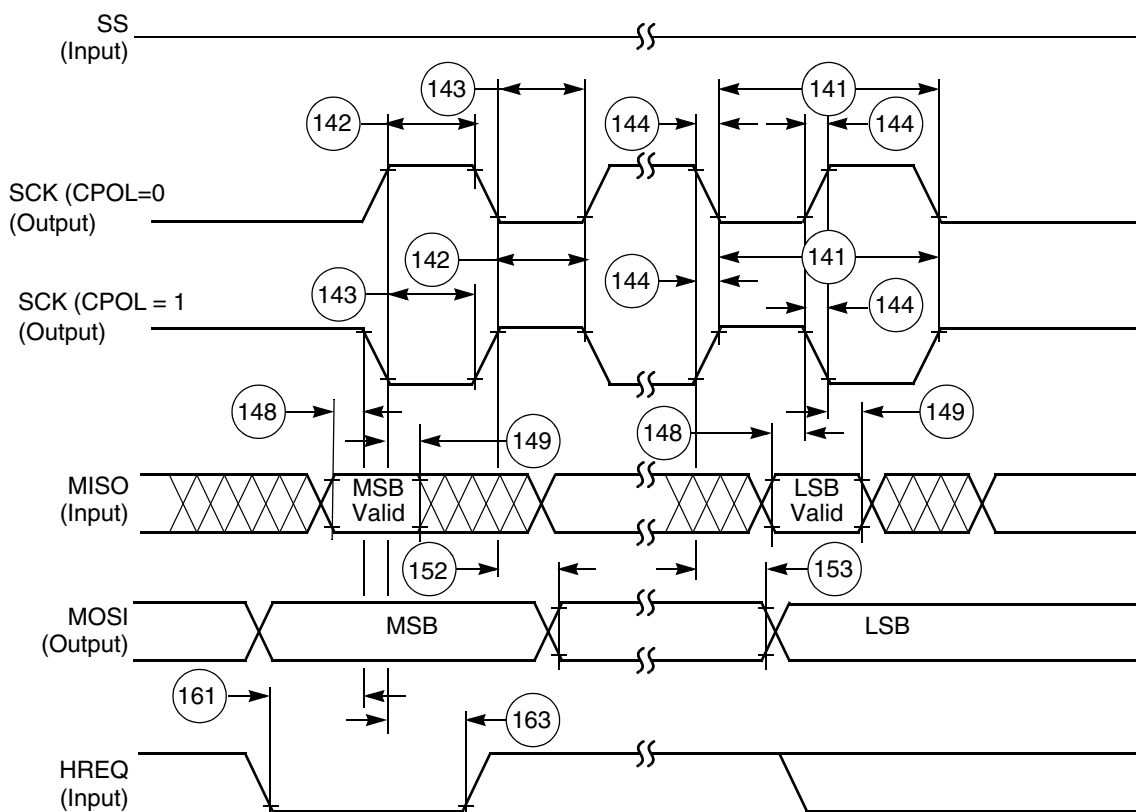 SS
(Input)
143
141
142
144
144
SCK (CPOL=0
(Output)
142
141
143
144
SCK (CPOL = 1
(Output)
144
148
149
148
149
MISO
(Input)
MSB
Valid
LSB
Valid
152
153
MOSI
(Output)
MSB
LSB
161
163
HREQ
(Input)